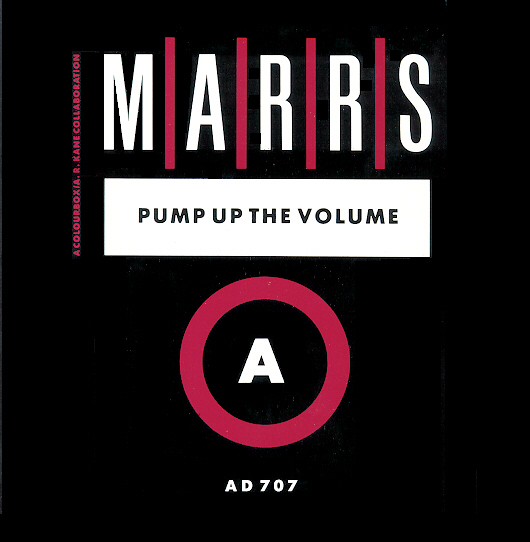 M|A|R|R|S
A COLOURBOX/A. R. KANE COLLABORATION
PUMP UP THE VOLUME
A
AD 707